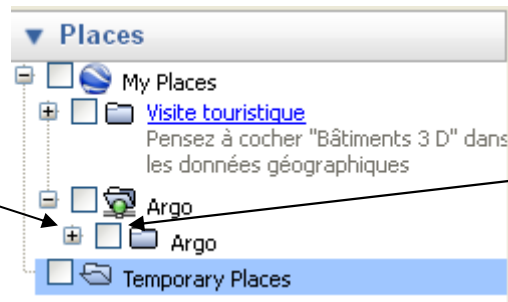 Places
My Places
Visite touristique
Pensez à cocher "Bâtiments 3 D" dans
les données géographiques
Argo
Argo
Temporary Places